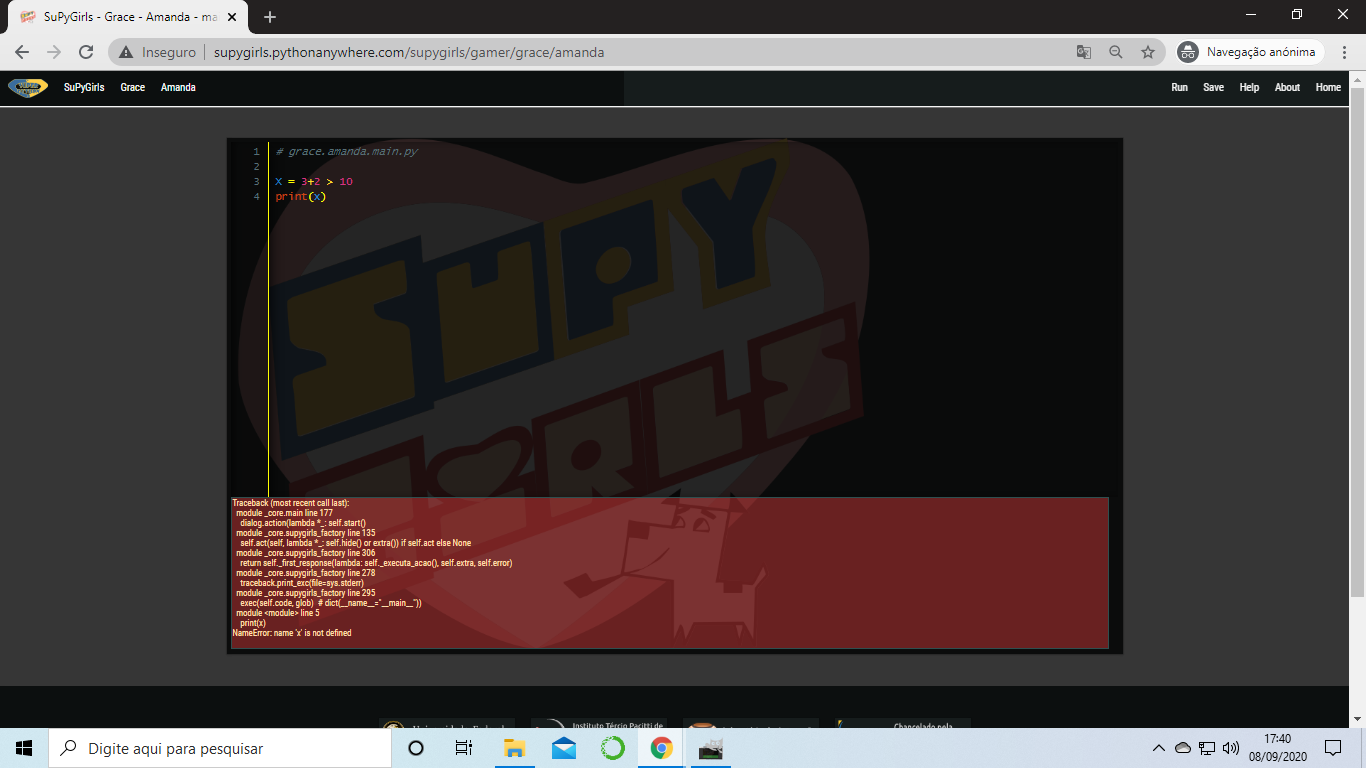 SuPyGirls - Grace - Amanda - ma
Inseguro
supygirls.pythonanywhere.com/supygirls/gamer/grace/amanda
Navegação anónima
SuPyGirls Grace Amanda
Run Save Help About Home
1 # grace.amanda.main.py
2
3 X = 3+2 > 10
4 print(x)
SUPY
GIRLS
Traceback (most recent call last):
module _core.main line 177
dialog.action(lambda *_: self.start()
module _core.supygirls_factory line 135
self.act(self, lambda *_: self.hide() or extra()) if self.act else None
module _core.supygirls_factory line 306
return self._first_response(lambda: self._executa_acao(), self.extra, self.error)
module _core.supygirls_factory line 278
traceback.print_exc(file=sys.stderr)
module _core.supygirls_factory line 295
exec(self.code, glob) # dict(__name__="__main__"))
module <module> line 5
print(x)
NameError: name 'x' is not defined
Instituto Tércio Pacitti de
Chancelado pela
Digite aqui para pesquisar
17:40
08/09/2020